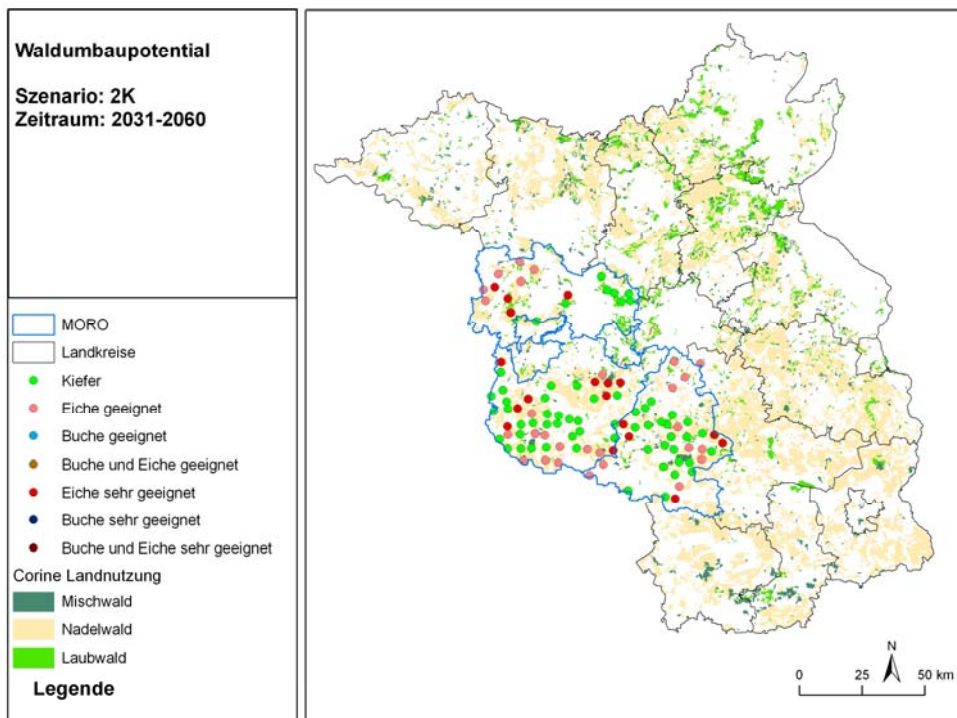 Waldumbaupotential
Szenario: 2K
Zeitraum: 2031-2060
MORO
Landkreise
Kiefer
Eiche geeignet
Buche geeignet
Buche und Eiche geeignet
Eiche sehr geeignet
Buche sehr geeignet
Buche und Eiche sehr geeignet
Corine Landnutzung
Mischwald
Nadelwald
Laubwald
Legende
N
0 25 50 km